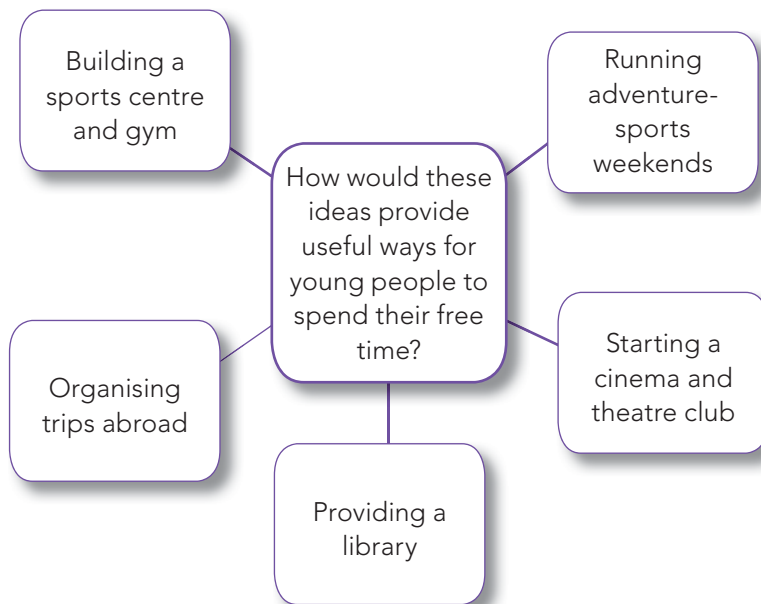 Building a
sports centre
and gym
Running
adventure-
sports
weekends
How would these
ideas provide
useful ways for
young people to
spend their free
time?
Organising
trips abroad
Starting a
cinema and
theatre club
Providing a
library